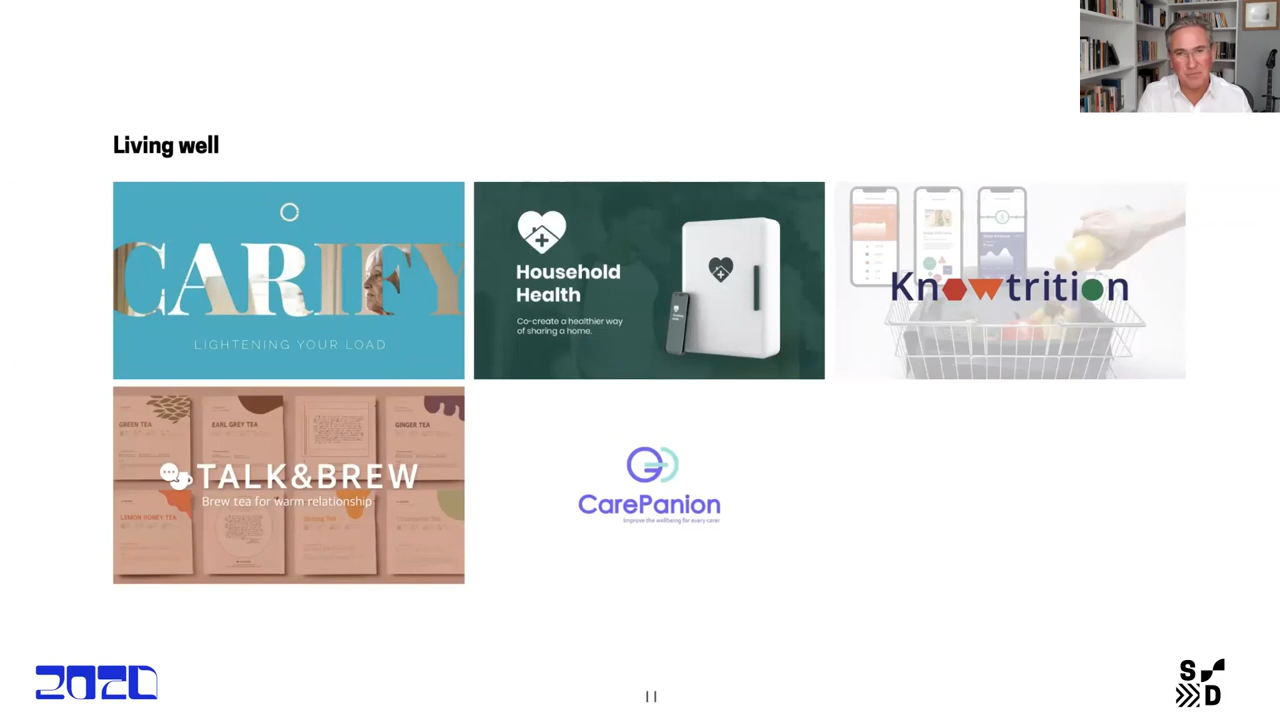 Living well
CARIFY
LIGHTENING YOUR LOAD
Household
Health
Co-create a healthier way
of sharing a home.
Knowtrition
GREEN TEA
EARL GREY TEA
GINGER TEA
TALK&BREW
Brew tea for warm relationship
LEMON HONEY TEA
CarePanion
Improve the wellbeing for every carer
2020
S
D